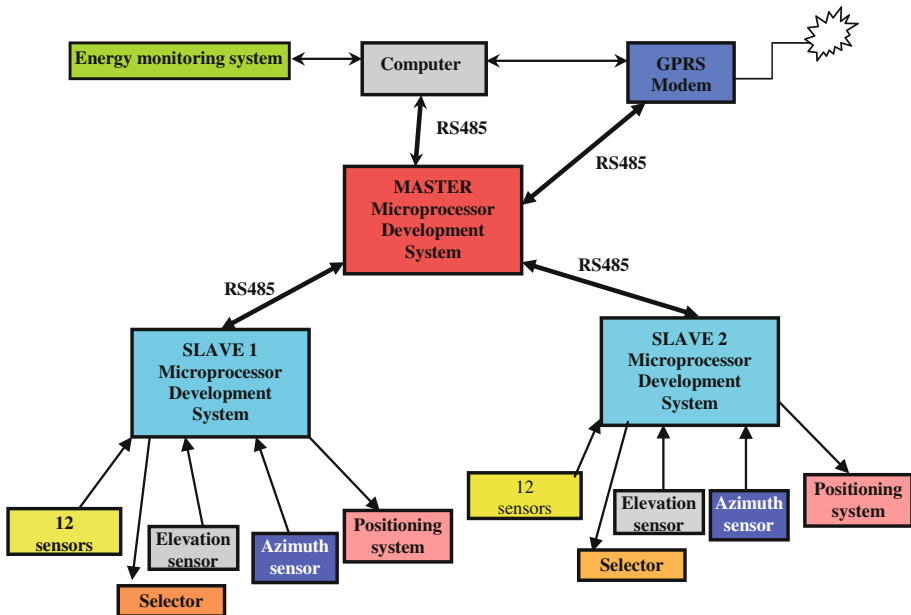 Energy monitoring system
Computer
GPRS
Modem
RS485
RS485
MASTER
Microprocessor
Development
System
RS485
RS485
SLAVE 1
Microprocessor
Development
System
SLAVE 2
Microprocessor
Development
System
12
sensors
Elevation
sensor
Azimuth
sensor
Positioning
system
Selector
12
sensors
Elevation
sensor
Azimuth
sensor
Positioning
system
Selector